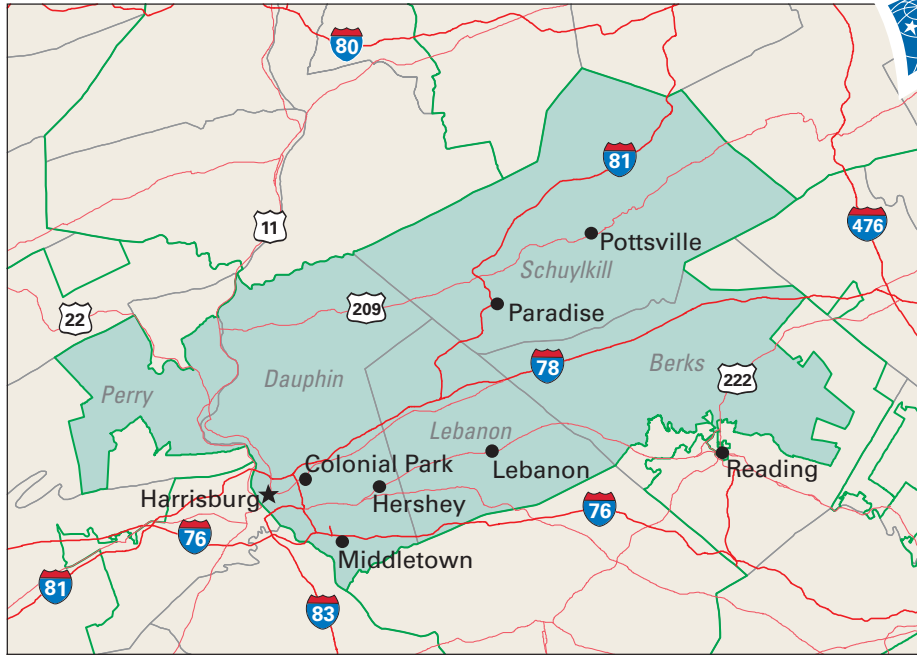 80
81
11
476
Pottsville
Schuylkill
209
Paradise
22
78
Berks
Dauphin
222
Perry
Lebanon
Colonial Park
Lebanon
Reading
Harrisburg
Hershey
76
76
Middletown
81
83